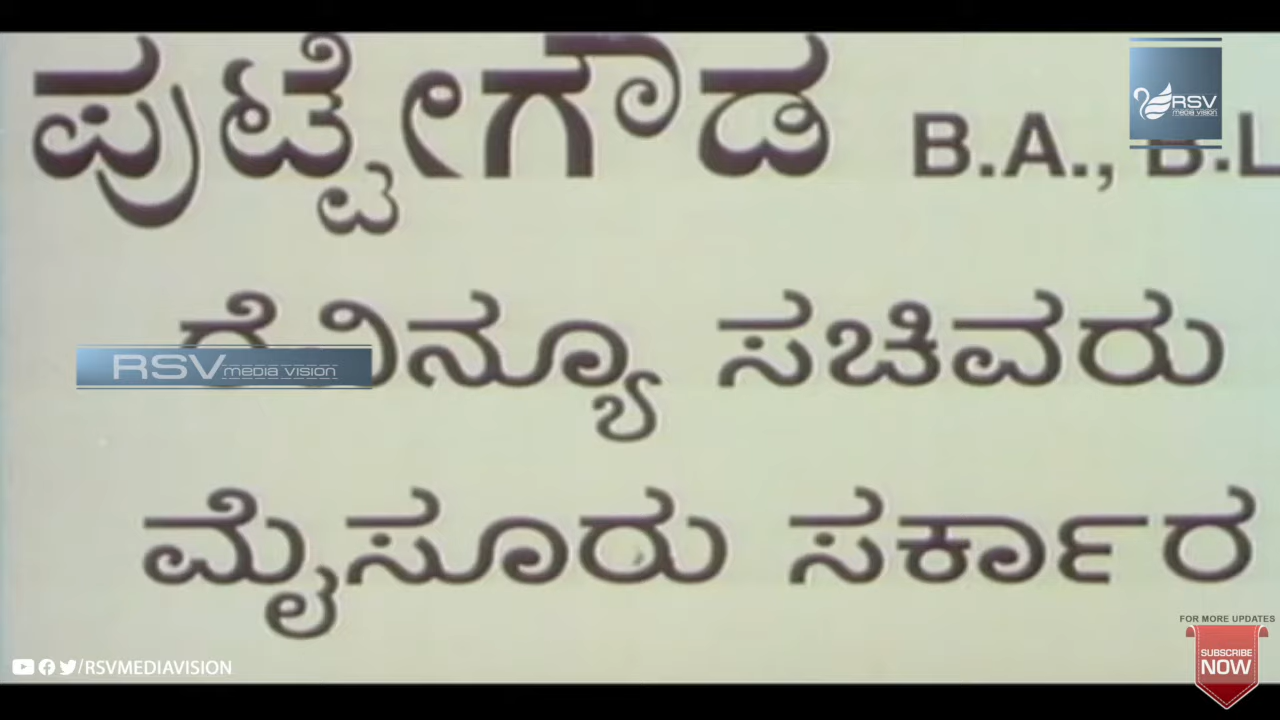 ಪುಟ್ಟೇಗೌಡ B.A., B.L
RSV
media vision
ರೆವಿನ್ಯೂ ಸಚಿವರು
RSV media vision
ಮೈಸೂರು ಸರ್ಕಾರ
FOR MORE UPDATES
SUBSCRIBE
NOW
/RSVMEDIAVISION